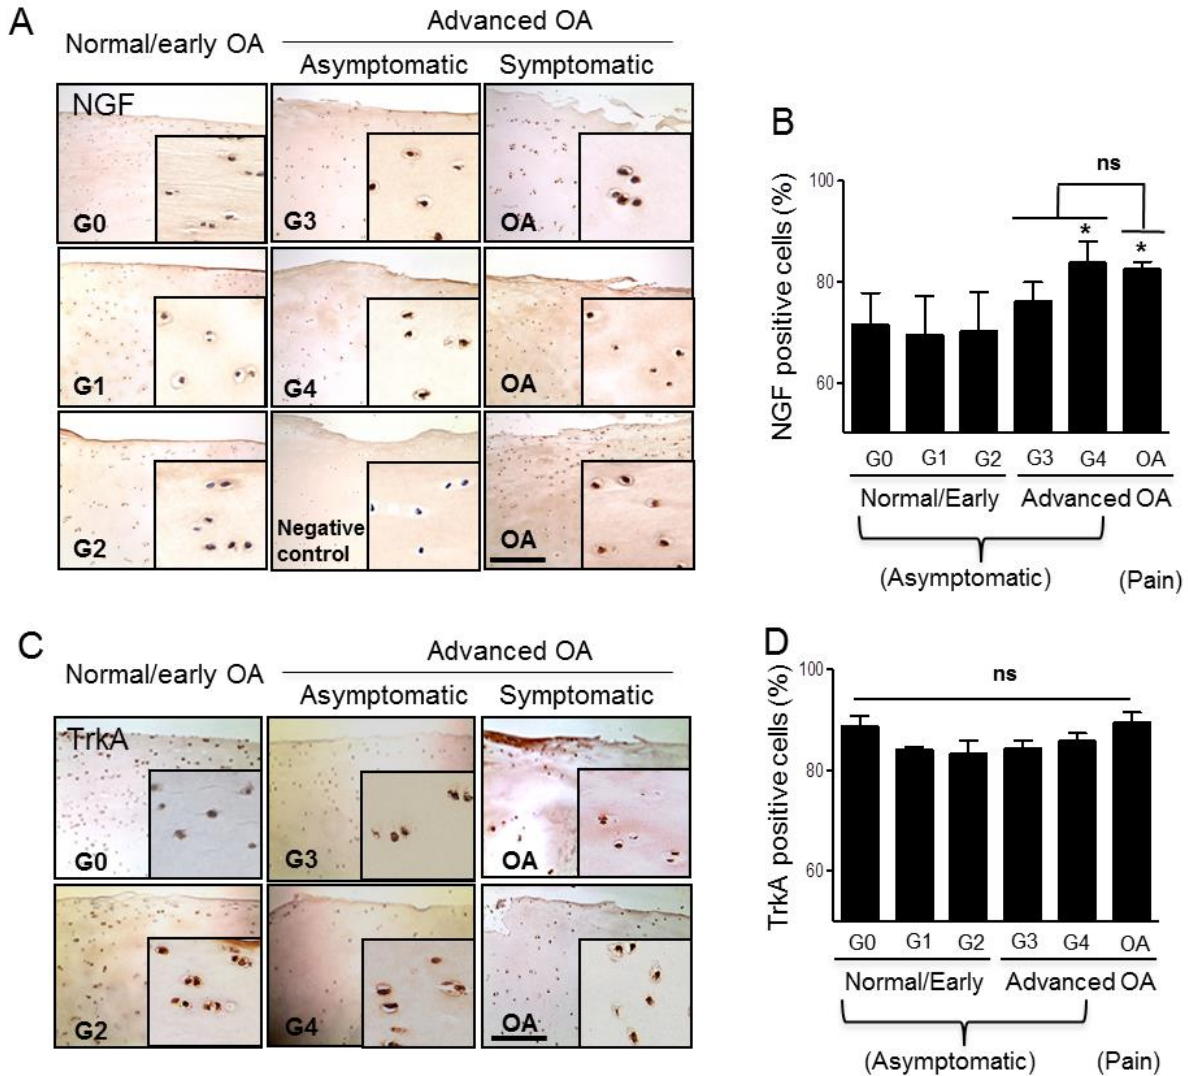 A
Normal/early OA
Advanced OA
Asymptomatic
Symptomatic
NGF
G0
G3
OA
G1
G4
OA
G2
Negative
control
OA
B
NGF positive cells (%)
100
80
60
ns
*
*
G0 G1 G2 G3 G4 OA
Normal/Early Advanced OA
(Asymptomatic) (Pain)
C
Normal/early OA
Advanced OA
Asymptomatic
Symptomatic
TrkA
G0
G3
OA
G2
G4
OA
D
TrkA positive cells (%)
100
80
60
ns
G0 G1 G2 G3 G4 OA
Normal/Early Advanced OA
(Asymptomatic) (Pain)